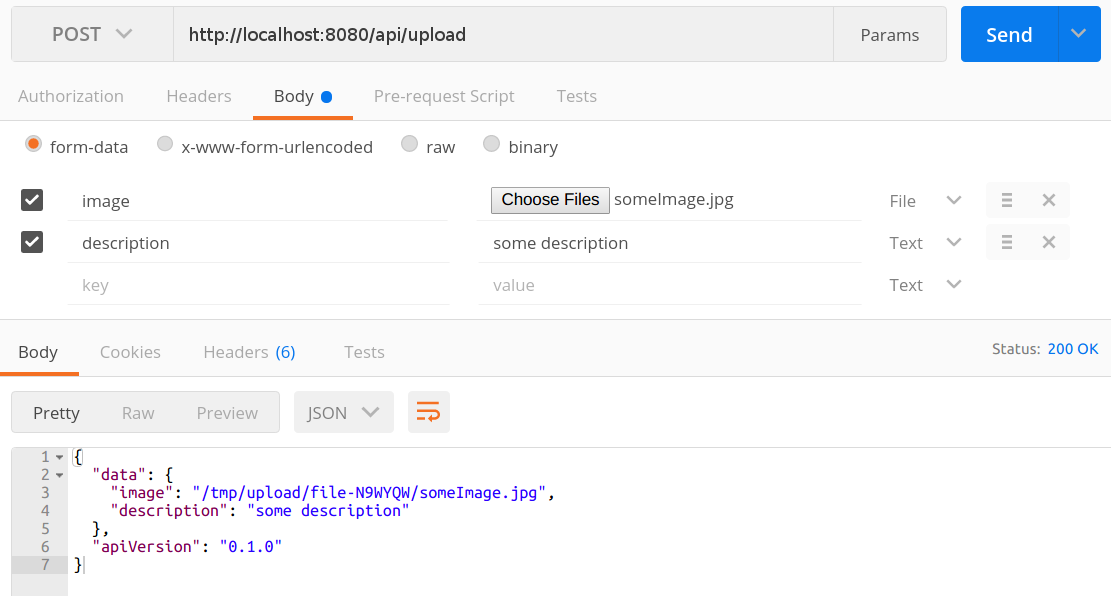 POST http://localhost:8080/api/upload Params Send
Authorization Headers Body Pre-request Script Tests
form-data x-www-form-urlencoded raw binary
image Choose Files someImage.jpg File
description some description Text
key value Text
Body Cookies Headers (6) Tests Status: 200 OK
Pretty Raw Preview JSON
1 {
2 "data": {
3 "image": "/tmp/upload/file-N9WYQW/someImage.jpg",
4 "description": "some description"
5 },
6 "apiVersion": "0.1.0"
7 }